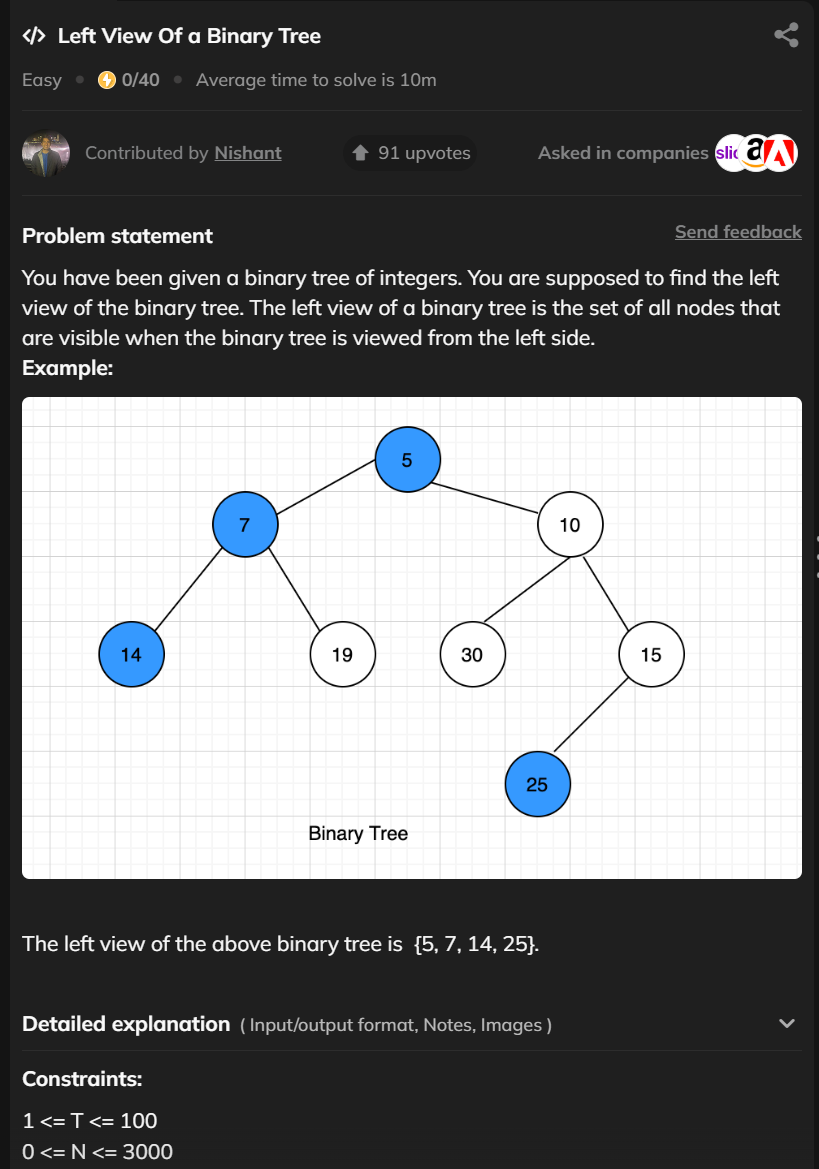 </> Left View Of a Binary Tree
Easy • 0/40 • Average time to solve is 10m
Contributed by Nishant 91 upvotes Asked in companies slic a
Problem statement Send feedback
You have been given a binary tree of integers. You are supposed to find the left
view of the binary tree. The left view of a binary tree is the set of all nodes that
are visible when the binary tree is viewed from the left side.
Example:
5
7 10
14 19 30 15
25
Binary Tree
The left view of the above binary tree is {5, 7, 14, 25}.
Detailed explanation ( Input/output format, Notes, Images )
Constraints:
1 <= T <= 100
0 <= N <= 3000